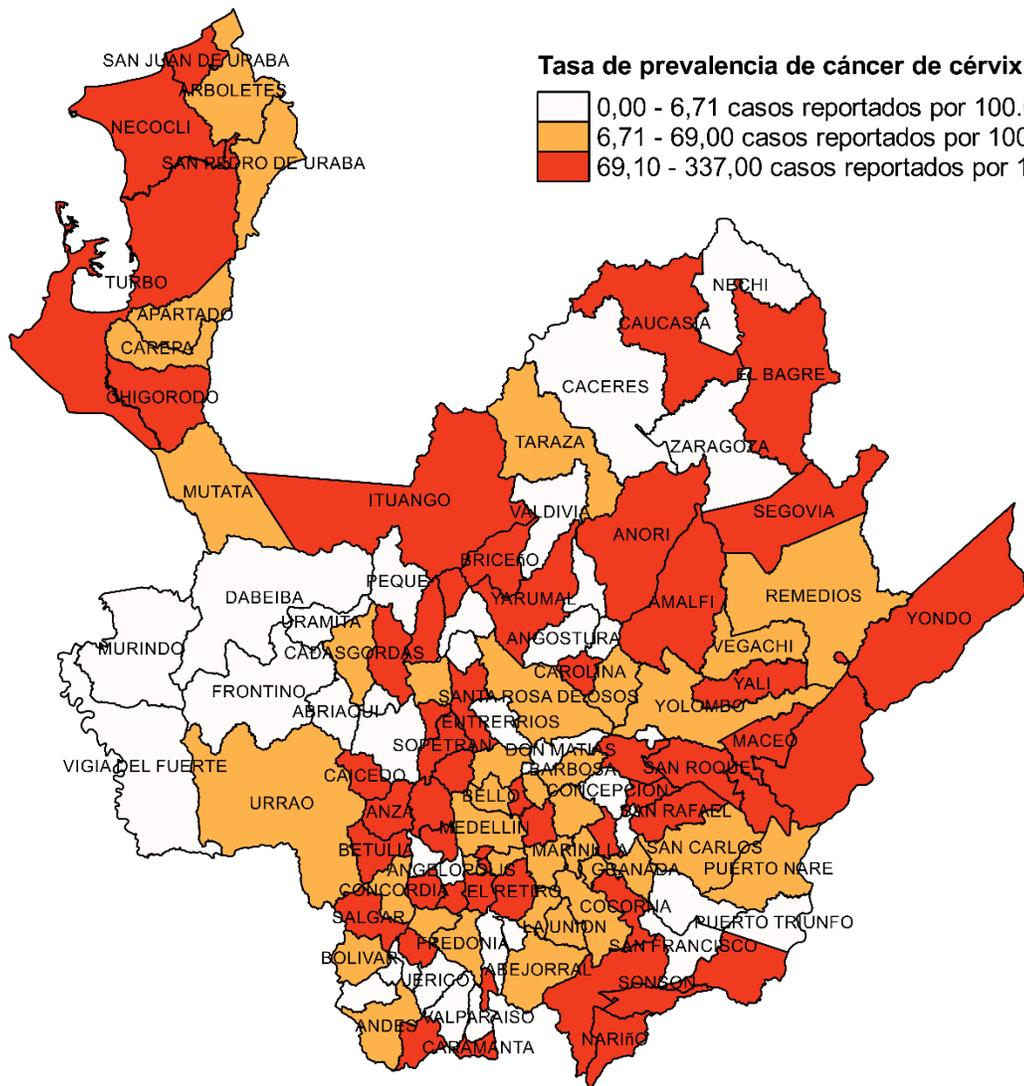 Tasa de prevalencia de cáncer de cérvix
0,00 - 6,71 casos reportados por 100.
6,71 - 69,00 casos reportados por 100
69,10 - 337,00 casos reportados por 1
SAN JUAN DE URABA
ARBOLETES
NECOCLI
SAN PEDRO DE URABA
TURBO
APARTADO
CAREPA
CHIGORODO
MUTATA
NECHI
CAUCASIA
EL BAGRE
CACERES
TARAZA
ZARAGOZA
ITUANGO
VALDIVIA
SEGOVIA
ANORI
BRICEñO
PEQUE
DABEIBA
YARUMAL
AMALFI
REMEDIOS
YONDO
URAMITA
ANGOSTURA
MURINDO
CADASGORDAS
VEGACHI
CAROLINA
YALI
FRONTINO
SANTA ROSA DE OSOS
YOLOMBO
ABRIAQUI
ENTRERRIOS
SOPETRAN
DON MATIAS
MACEO
VIGIA DEL FUERTE
CAICEDO
BARBOSA
SAN ROQUE
URRAO
BELLO
CONCEPCION
ANZA
SAN RAFAEL
MEDELLIN
BETULIA
MARINILLA
SAN CARLOS
ANGELOPOLIS
GRANADA
PUERTO NARE
CONCORDIA
EL RETIRO
COCORNA
SALGAR
LA UNION
PUERTO TRIUNFO
FREDONIA
SAN FRANCISCO
BOLIVAR
JERICO
ABEJORRAL
SONSON
ANDES
VALPARAISO
CARAMANTA
NARIñO